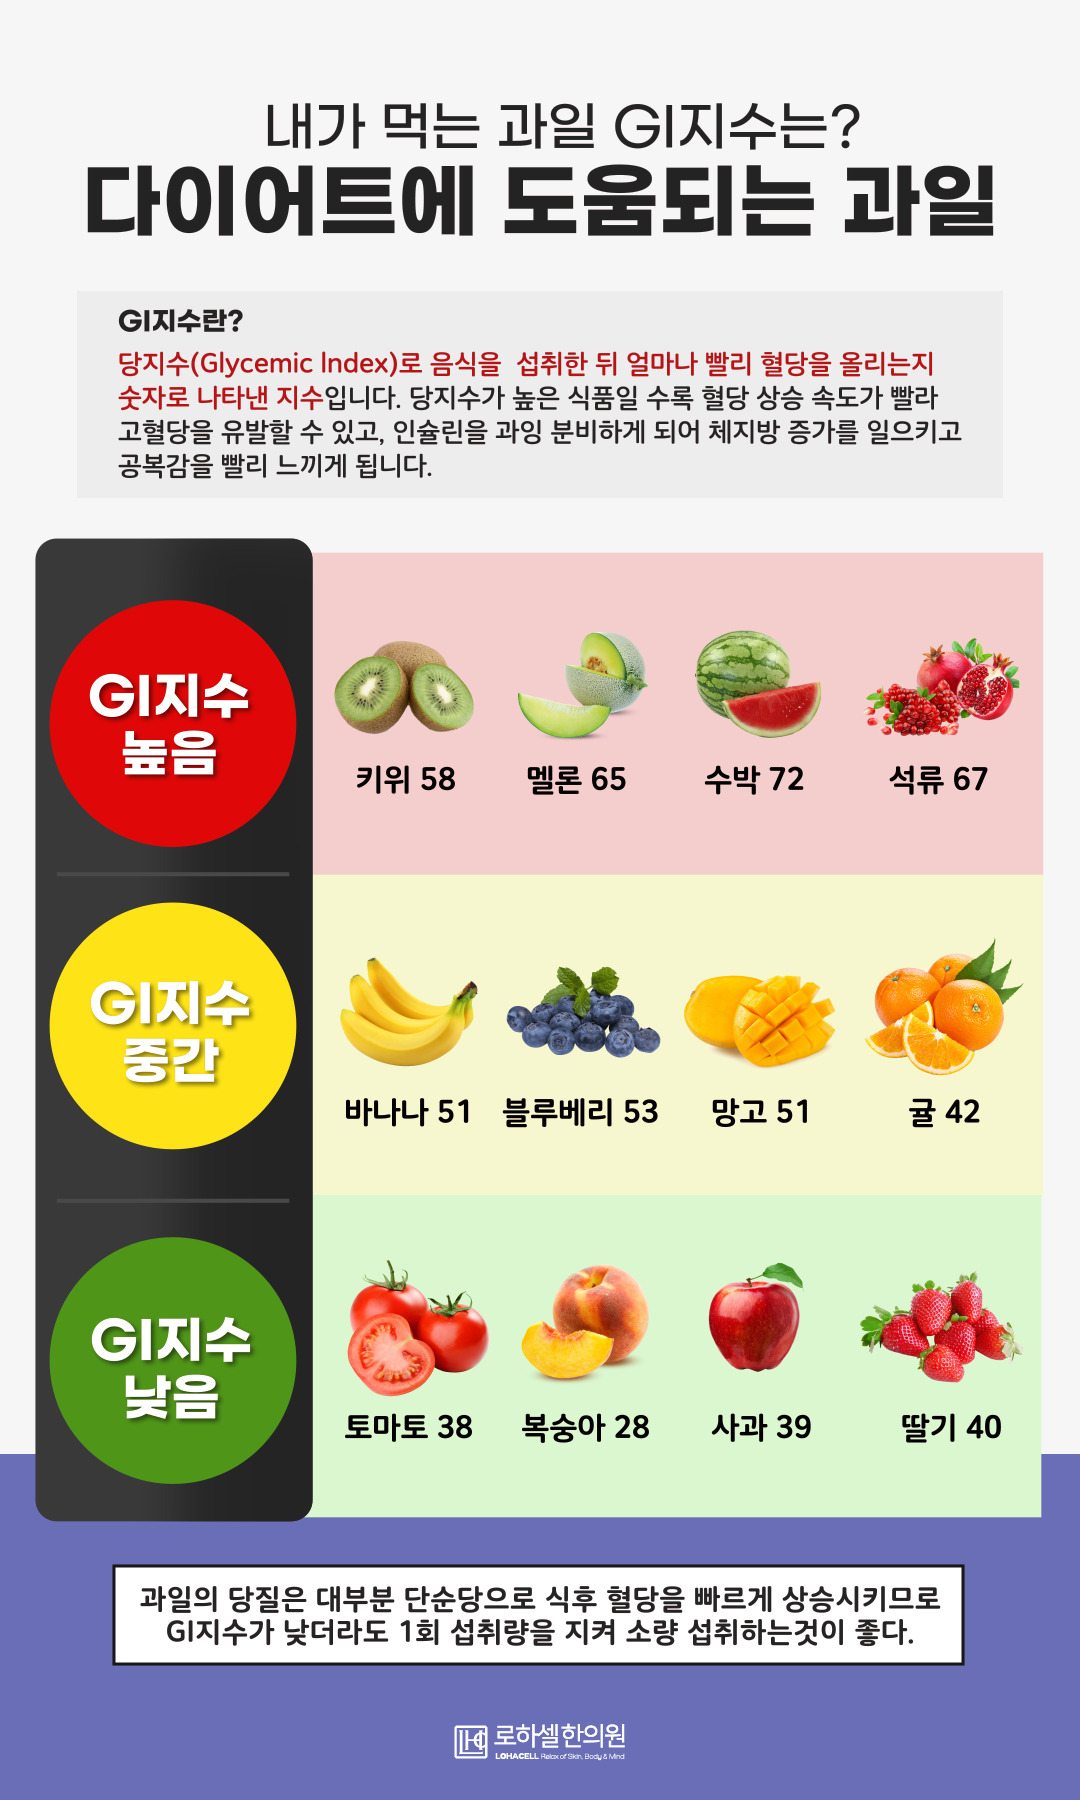 내가 먹는 과일 GI지수는?
다이어트에 도움되는 과일
GI지수란?
당지수(Glycemic Index)로 음식을 섭취한 뒤 얼마나 빨리 혈당을 올리는지
숫자로 나타낸 지수입니다. 당지수가 높은 식품일 수록 혈당 상승 속도가 빨라
고혈당을 유발할 수 있고, 인슐린을 과잉 분비하게 되어 체지방 증가를 일으키고
공복감을 빨리 느끼게 됩니다.
GI지수
높음
키위 58
멜론 65
수박 72
석류 67
GI지수
중간
바나나 51
블루베리 53
망고 51
귤 42
GI지수
낮음
토마토 38
복숭아 28
사과 39
딸기 40
과일의 당질은 대부분 단순당으로 식후 혈당을 빠르게 상승시키므로
GI지수가 낮더라도 1회 섭취량을 지켜 소량 섭취하는것이 좋다.
로하셀한의원
LOHACELL Relax of Skin, Body & Mind